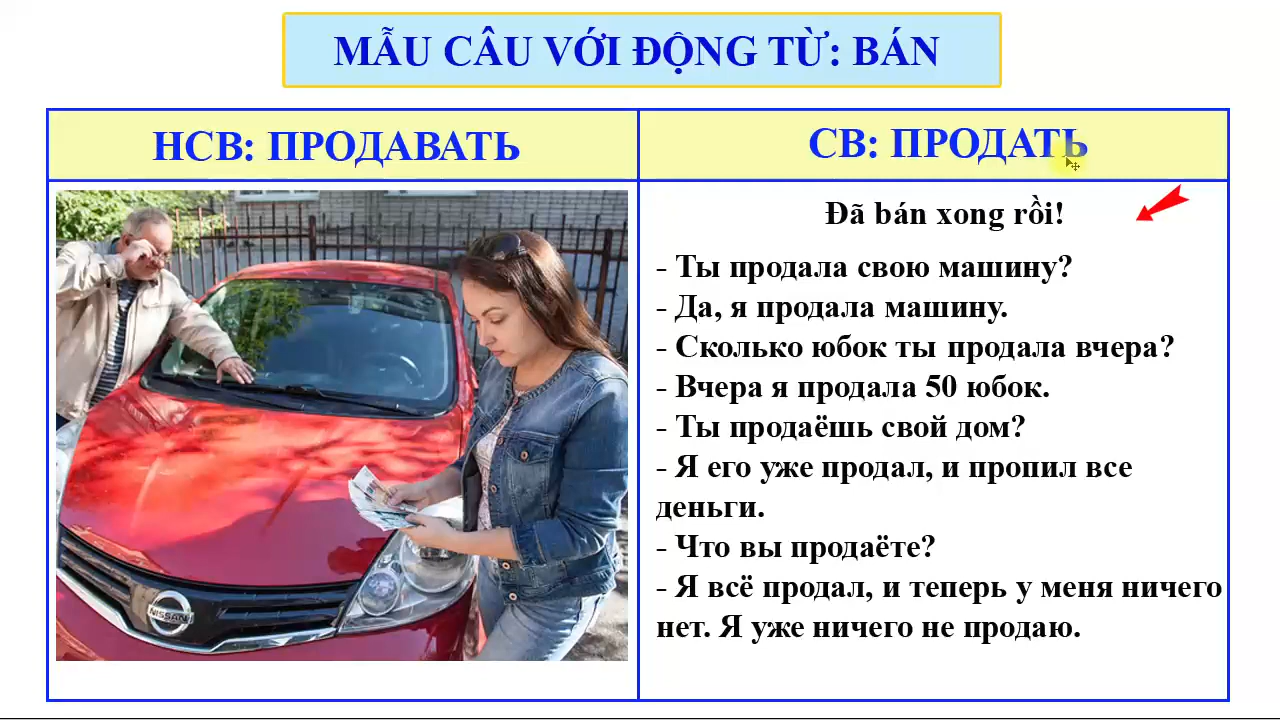 MẪU CÂU VỚI ĐỘNG TỪ: BÁN
НСВ: ПРОДАВАТЬ
СВ: ПРОДАТЬ
Đã bán xong rồi!
- Ты продала свою машину?
- Да, я продала машину.
- Сколько юбок ты продала вчера?
- Вчера я продала 50 юбок.
- Ты продаёшь свой дом?
- Я его уже продал, и пропил все
деньги.
- Что вы продаёте?
- Я всё продал, и теперь у меня ничего
нет. Я уже ничего не продаю.
NISSAN